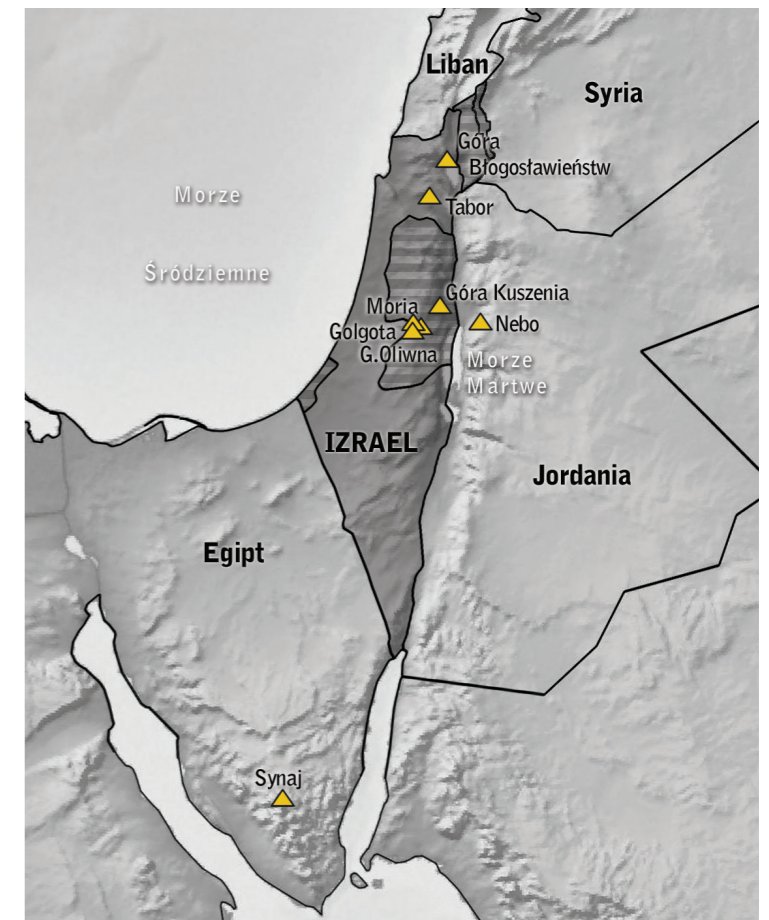 Liban
Syria
Góra
Błogosławieństw
Morze
Tabor
Śródziemne
Góra Kuszenia
Moria
Nebo
Golgota
G.Oliwna
Morze
Martwe
IZRAEL
Jordania
Egipt
Synaj